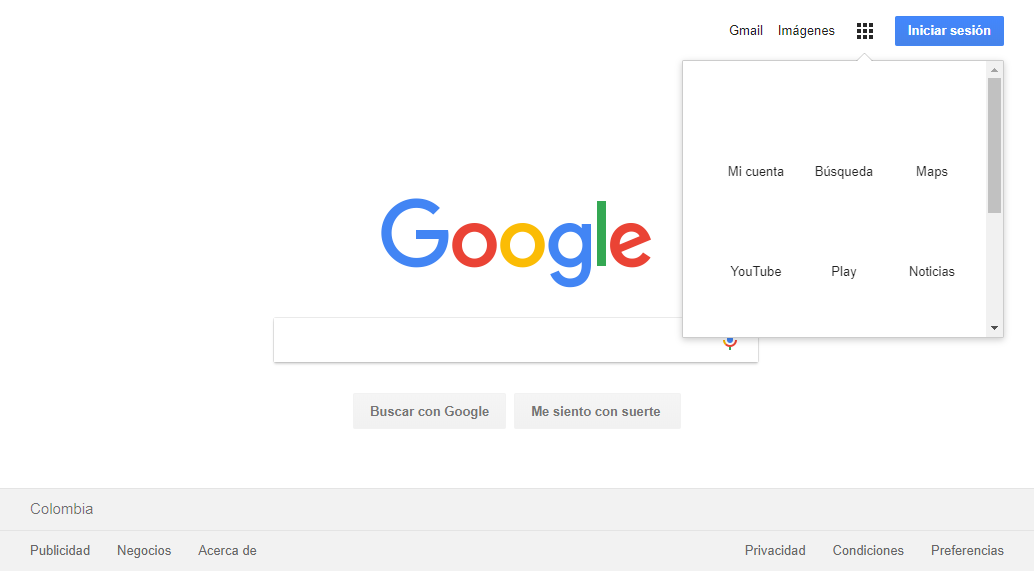 Gmail Imágenes Iniciar sesión
Mi cuenta Búsqueda Maps
YouTube Play Noticias
Google
Buscar con Google Me siento con suerte
Colombia
Publicidad Negocios Acerca de Privacidad Condiciones Preferencias